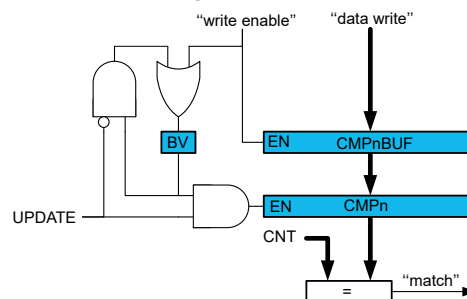 “write enable” “data write”
BV EN CMPnBUF
EN CMPn
UPDATE
CNT
= “match”